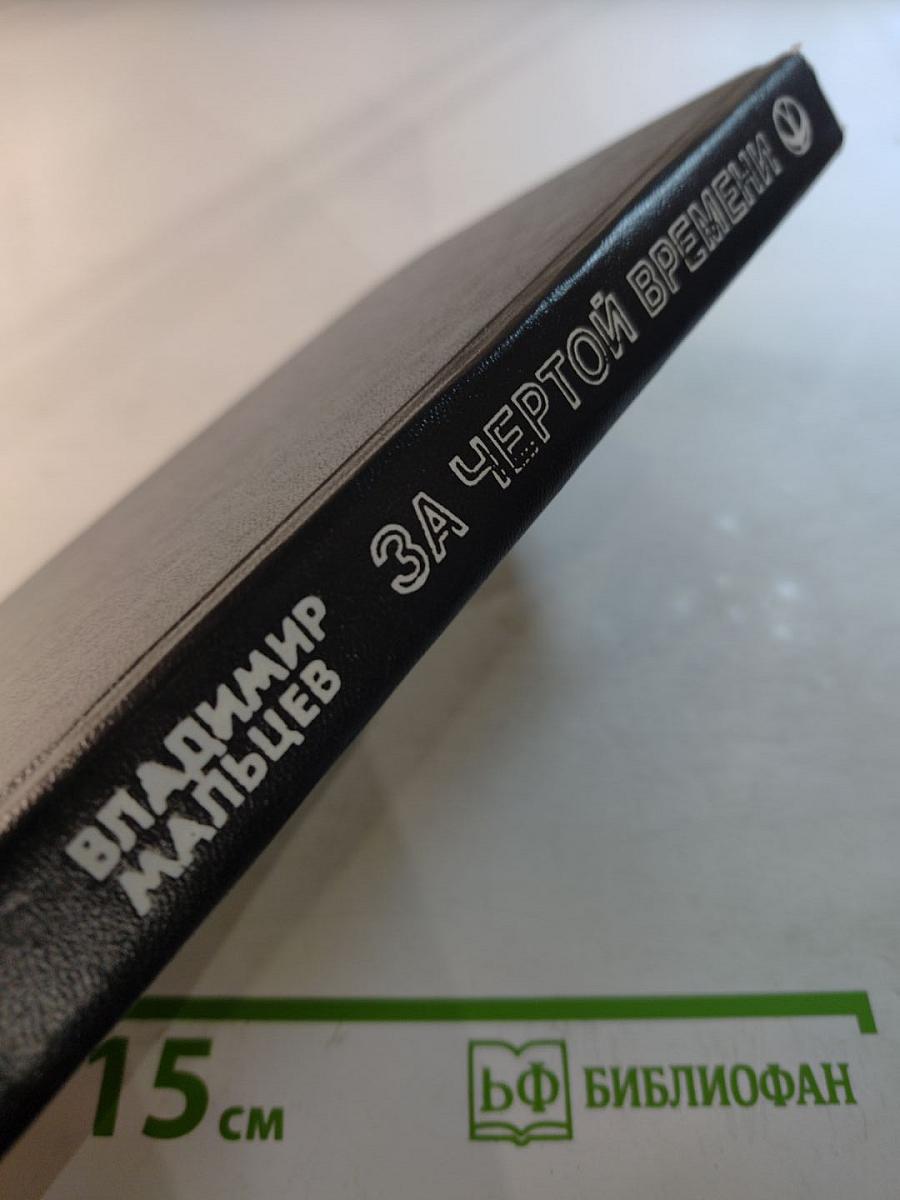 ВЛАДИМИР
МАЛЬЦЕВ
ЗА ЧЕРТОЙ ВРЕМЕНИ
15 см
БФ БИБЛИОФАН